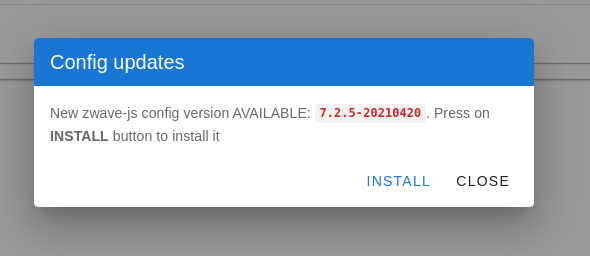 Config updates
New zwave-js config version AVAILABLE: 7.2.5-20210420 . Press on
INSTALL button to install it
INSTALL CLOSE